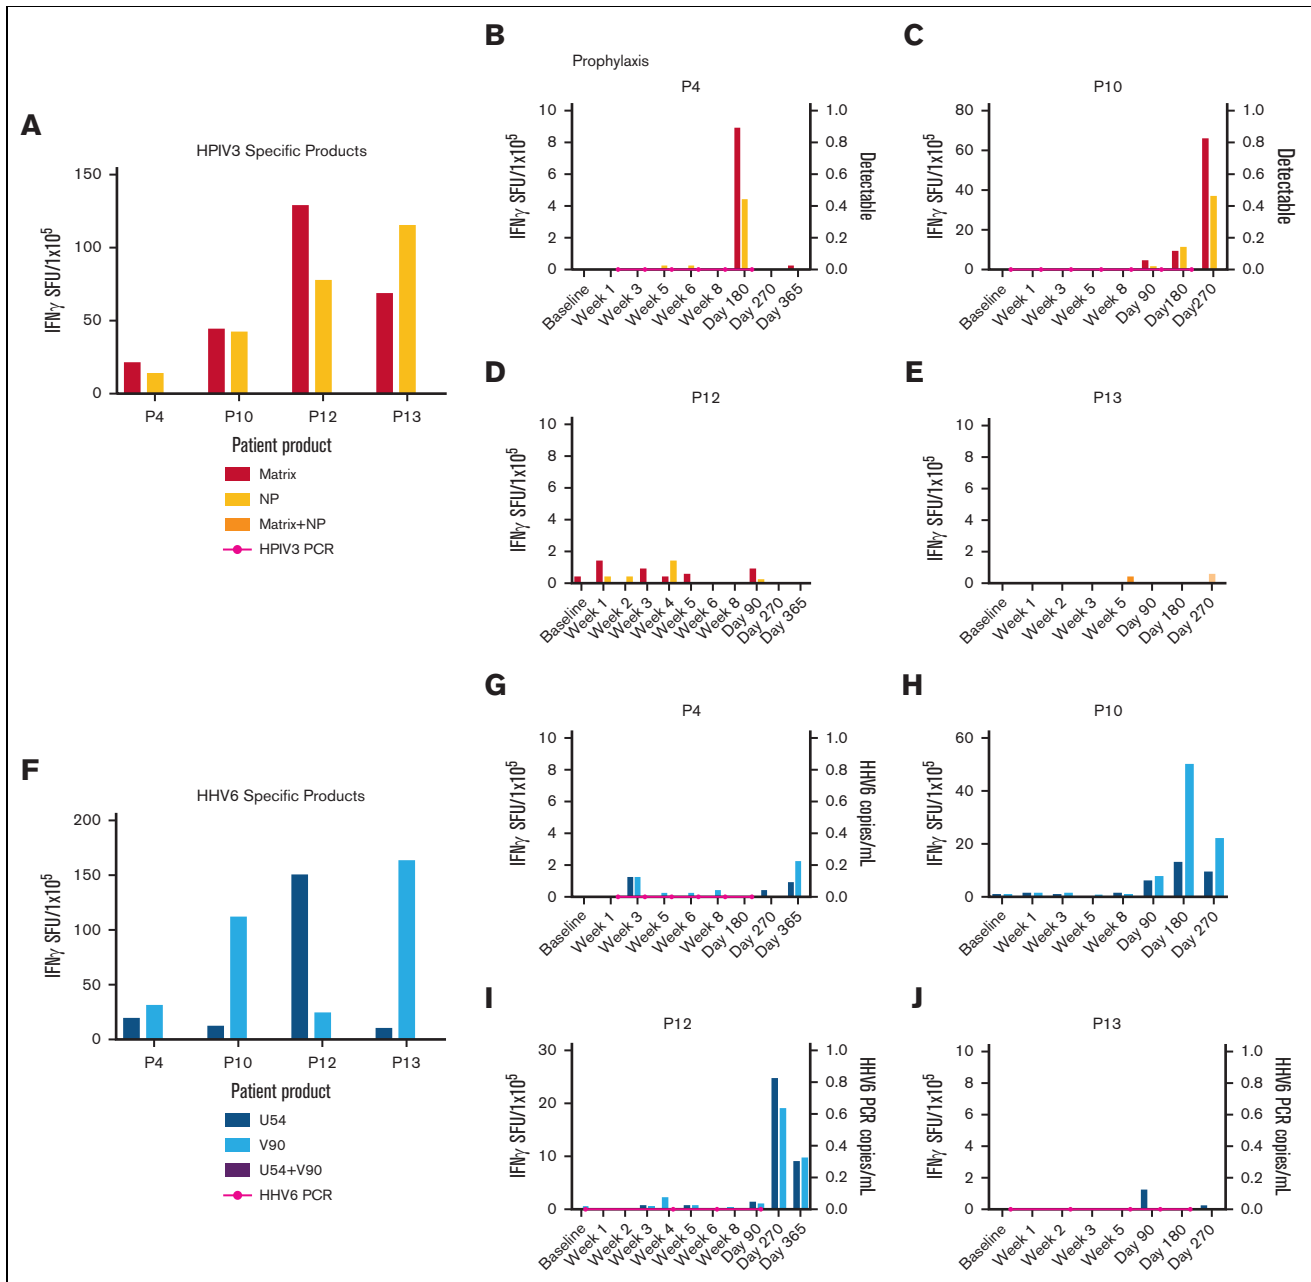 A
HPIV3 Specific Products
IFNγ SFU/1x10⁵
150
100
50
0
P4 P10 P12 P13
Patient product
Matrix
NP
Matrix+NP
HPIV3 PCR
B
Prophylaxis
P4
IFNγ SFU/1x10⁵
10
8
6
4
2
0
1.0
0.8
0.6
0.4
0.2
0.0
Detectable
Baseline Week 1 Week 3 Week 5 Week 6 Week 8 Day 180 Day 270 Day 365
C
P10
IFNγ SFU/1x10⁵
80
60
40
20
0
1.0
0.8
0.6
0.4
0.2
0.0
Detectable
Baseline Week 1 Week 3 Week 5 Week 8 Day 90 Day180 Day270
D
P12
IFNγ SFU/1x10⁵
10
8
6
4
2
0
Baseline Week 1 Week 2 Week 3 Week 4 Week 5 Week 6 Week 8 Day 90 Day 270 Day 365
E
P13
IFNγ SFU/1x10⁵
10
8
6
4
2
0
Baseline Week 1 Week 2 Week 3 Week 5 Day 90 Day 180 Day 270
F
HHV6 Specific Products
IFNγ SFU/1x10⁵
200
150
100
50
0
P4 P10 P12 P13
Patient product
U54
V90
U54+V90
HHV6 PCR
G
P4
IFNγ SFU/1x10⁵
10
8
6
4
2
0
1.0
0.8
0.6
0.4
0.2
0.0
HHV6 copies/mL
Baseline Week 1 Week 3 Week 5 Week 6 Week 8 Day 180 Day 270 Day 365
H
P10
IFNγ SFU/1x10⁵
60
40
20
0
Baseline Week 1 Week 3 Week 5 Week 8 Day 90 Day 180 Day 270
I
P12
IFNγ SFU/1x10⁵
30
20
10
0
1.0
0.8
0.6
0.4
0.2
0.0
HHV6 PCR copies/mL
Baseline Week 1 Week 2 Week 3 Week 4 Week 5 Week 6 Week 8 Day 90 Day 270 Day 365
J
P13
IFNγ SFU/1x10⁵
10
8
6
4
2
0
1.0
0.8
0.6
0.4
0.2
0.0
HHV6 PCR copies/mL
Baseline Week 1 Week 2 Week 3 Week 5 Day 90 Day 180 Day 270